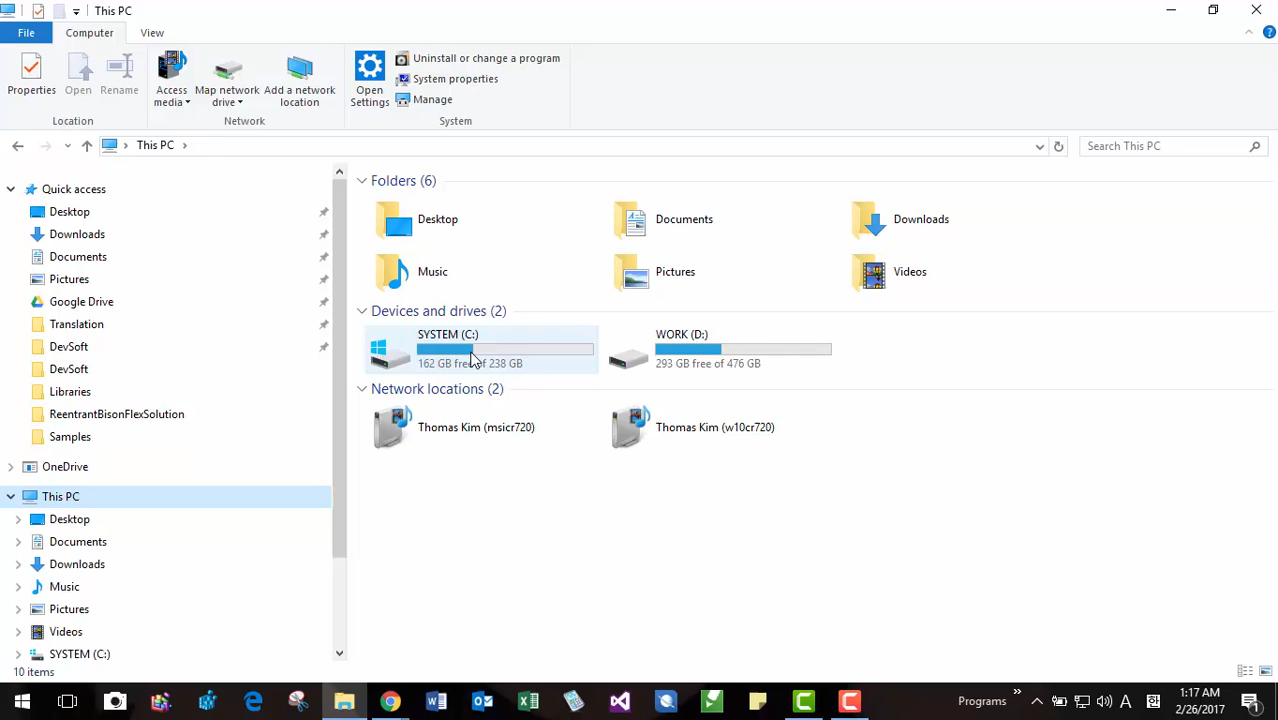 This PC
File Computer View
Properties Open Rename Access media Map network drive Add a network location Open Settings Uninstall or change a program
System properties
Manage
Location Network System
This PC Search This PC
Quick access
Desktop
Downloads
Documents
Pictures
Google Drive
Translation
DevSoft
DevSoft
Libraries
ReentrantBisonFlexSolution
Samples
OneDrive
This PC
Desktop
Documents
Downloads
Music
Pictures
Videos
SYSTEM (C:)
Folders (6)
Desktop Documents Downloads
Music Pictures Videos
Devices and drives (2)
SYSTEM (C:) WORK (D:)
162 GB free of 238 GB 293 GB free of 476 GB
Network locations (2)
Thomas Kim (msicr720) Thomas Kim (w10cr720)
10 items
Programs A 1:17 AM
2/26/2017
1